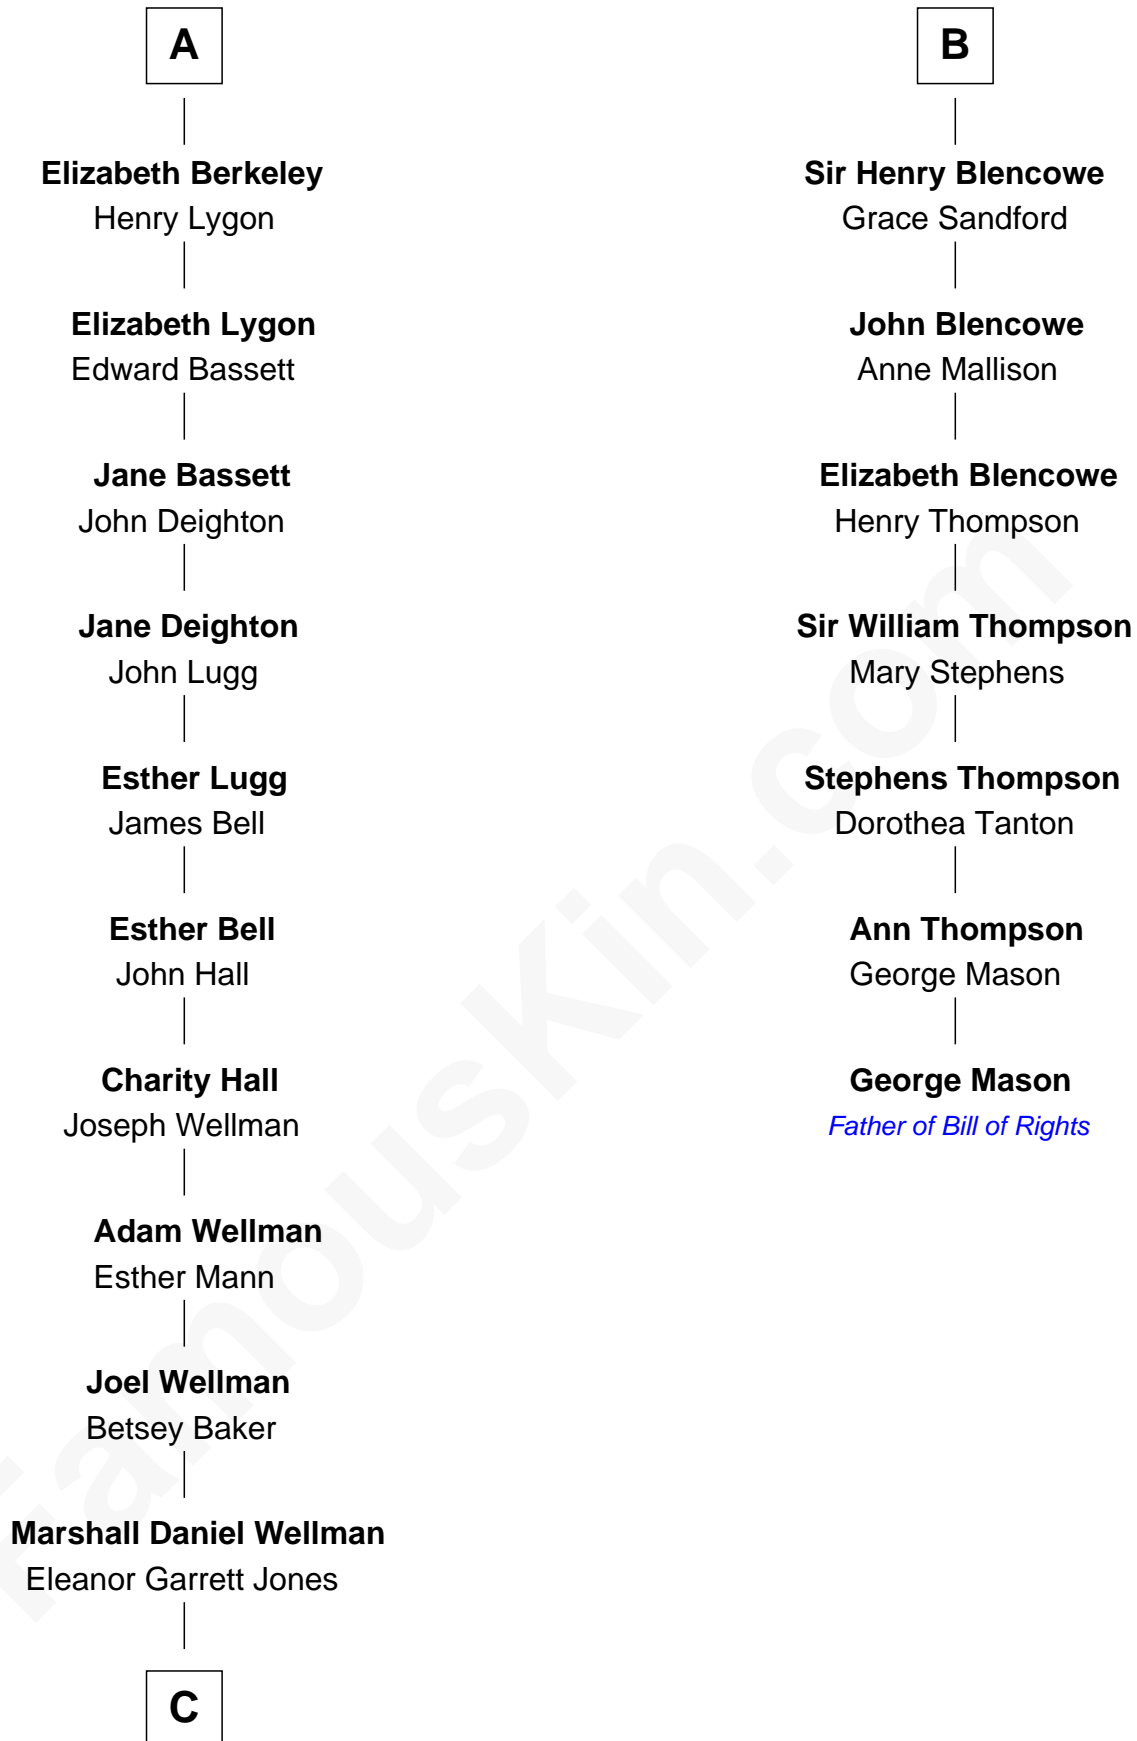 A
Elizabeth Berkeley
Henry Lygon
Elizabeth Lygon
Edward Bassett
Jane Bassett
John Deighton
Jane Deighton
John Lugg
Esther Lugg
James Bell
Esther Bell
John Hall
Charity Hall
Joseph Wellman
Adam Wellman
Esther Mann
Joel Wellman
Betsey Baker
Marshall Daniel Wellman
Eleanor Garrett Jones
C
B
Sir Henry Blencowe
Grace Sandford
John Blencowe
Anne Mallison
Elizabeth Blencowe
Henry Thompson
Sir William Thompson
Mary Stephens
Stephens Thompson
Dorothea Tanton
Ann Thompson
George Mason
George Mason
Father of Bill of Rights
FamousKin.com